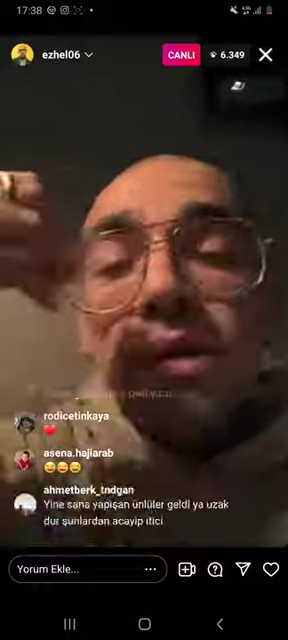 17:38
ezhel06
CANLI
6.349
rodicetinkaya
asena.hajiarab
ahmetberk_tndgan
Yine sana yapışan ünlüler geldi ya uzak
dur şunlardan acayip itici
Yorum Ekle...